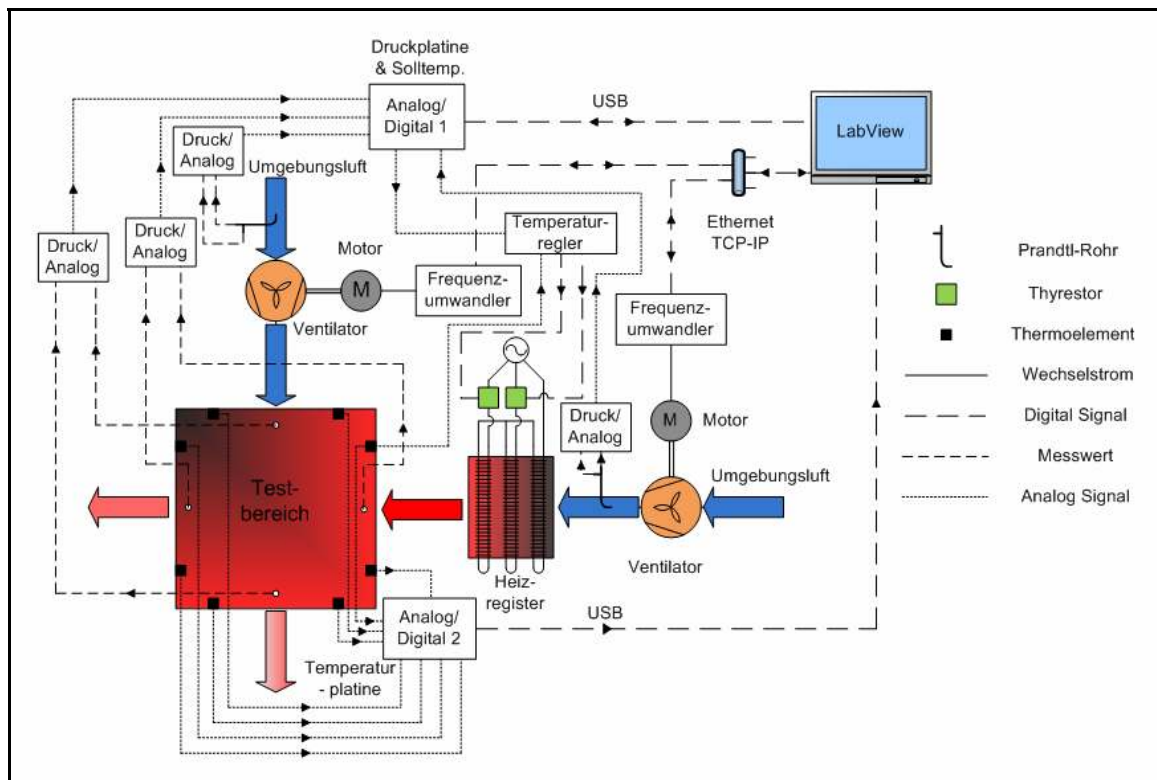 Druckplatine
& Solltemp.
Analog/
Digital 1
USB
LabView
Druck/
Analog
Umgebungsluft
Ethernet
TCP-IP
Druck/
Analog
Druck/
Analog
Temperatur-
regler
Motor
M
Frequenz-
umwandler
Ventilator
Frequenz-
umwandler
Prandtl-Rohr
Thyrestor
Thermoelement
Wechselstrom
Digital Signal
Messwert
Analog Signal
Druck/
Analog
M
Motor
Umgebungsluft
Test-
bereich
Ventilator
Heiz-
register
Analog/
Digital 2
USB
Temperatur
- platine